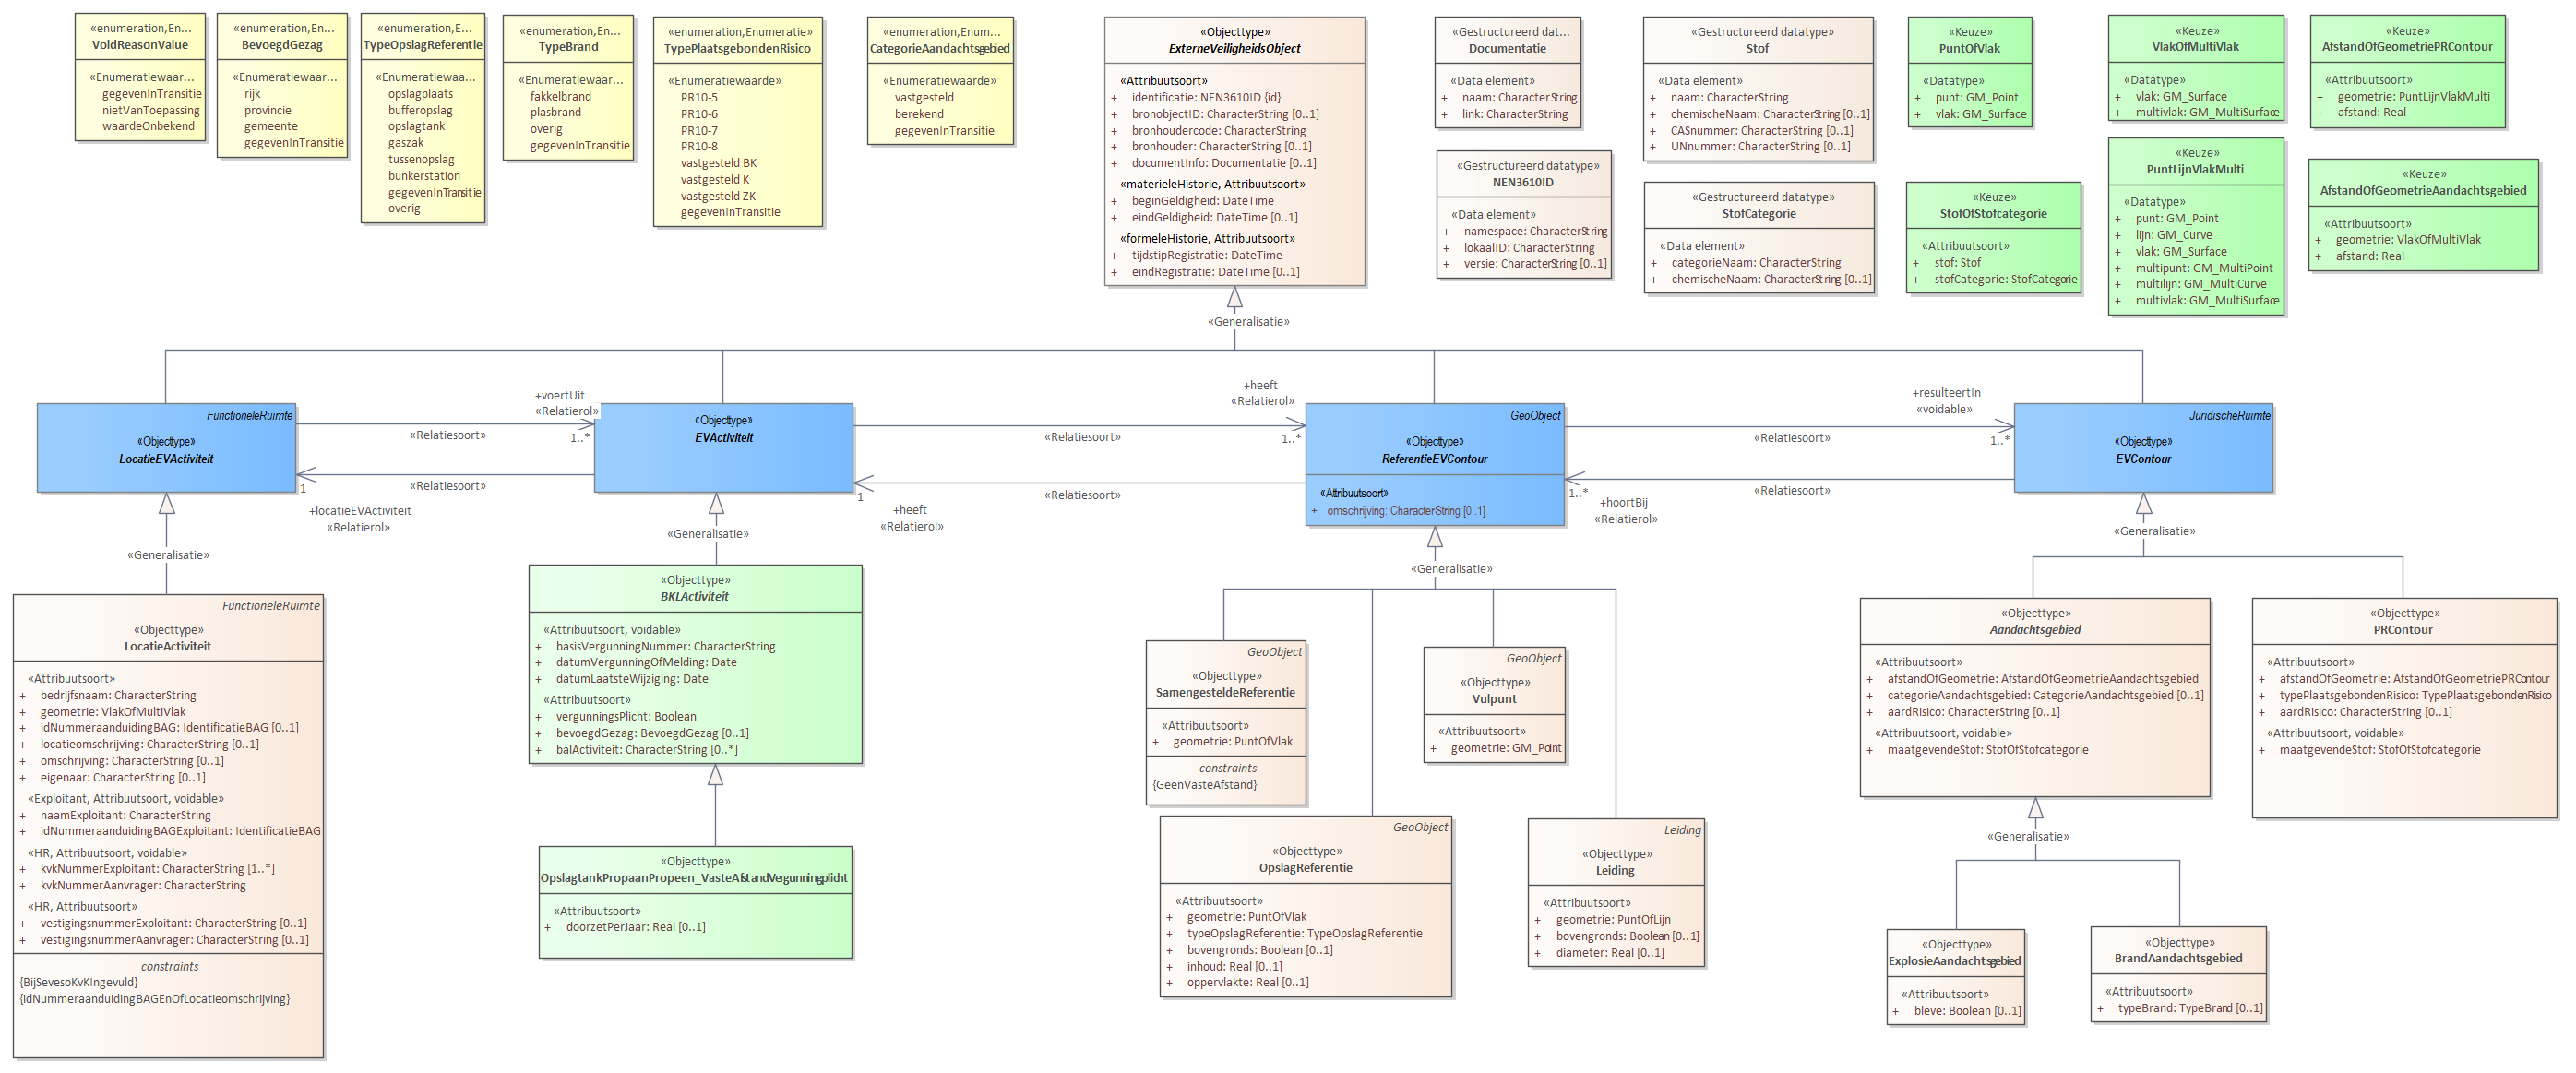 «enumeration,En...
VoidReasonValue
«Enumeratiewaar...
gegevenInTransitie
nietVanToepassing
waardeOnbekend
«enumeration,En...
BevoegdGezag
«Enumeratiewaar...
rijk
provincie
gemeente
gegevenInTransitie
«enumeration,E...
TypeOpslagReferentie
«Enumeratiewaa...
opslagplaats
bufferopslag
opslagtank
gaszak
tussenopslag
bunkerstation
gegevenInTransitie
overig
«enumeration,En...
TypeBrand
«Enumeratiewaar...
fakkelbrand
plasbrand
overig
gegevenInTransitie
«enumeration,Enumeratie»
TypePlaatsgebondenRisico
«Enumeratiewaarde»
PR10-5
PR10-6
PR10-7
PR10-8
vastgesteld BK
vastgesteld K
vastgesteld ZK
gegevenInTransitie
«enumeration,Enum...
CategorieAandachtsgebied
«Enumeratiewaarde»
vastgesteld
berekend
gegevenInTransitie
«Objecttype»
ExterneVeiligheidsObject
«Attribuutsoort»
+ identificatie: NEN3610ID {id}
+ bronobjectID: CharacterString [0..1]
+ bronhoudercode: CharacterString
+ bronhouder: CharacterString [0..1]
+ documentInfo: Documentatie [0..1]
«materieleHistorie, Attribuutsoort»
+ beginGeldigheid: DateTime
+ eindGeldigheid: DateTime [0..1]
«formeleHistorie, Attribuutsoort»
+ tijdstipRegistratie: DateTime
+ eindRegistratie: DateTime [0..1]
«Gestructureerd dat...
Documentatie
«Data element»
+ naam: CharacterString
+ link: CharacterString
«Gestructureerd datatype»
NEN3610ID
«Data element»
+ namespace: CharacterString
+ lokaalID: CharacterString
+ versie: CharacterString [0..1]
«Gestructureerd datatype»
Stof
«Data element»
+ naam: CharacterString
+ chemischeNaam: CharacterString [0..1]
+ CASnummer: CharacterString [0..1]
+ UNnummer: CharacterString [0..1]
«Gestructureerd datatype»
StofCategorie
«Data element»
+ categorieNaam: CharacterString
+ chemischeNaam: CharacterString [0..1]
«Keuze»
PuntOfVlak
«Datatype»
+ punt: GM_Point
+ vlak: GM_Surface
«Keuze»
StofOfStofcategorie
«Attribuutsoort»
+ stof: Stof
+ stofCategorie: StofCategorie
«Keuze»
VlakOfMultiVlak
«Datatype»
+ vlak: GM_Surface
+ multivlak: GM_MultiSurface
«Keuze»
PuntLijnVlakMulti
«Datatype»
+ punt: GM_Point
+ lijn: GM_Curve
+ vlak: GM_Surface
+ multipunt: GM_MultiPoint
+ multilijn: GM_MultiCurve
+ multivlak: GM_MultiSurface
«Keuze»
AfstandOfGeometriePRContour
«Attribuutsoort»
+ geometrie: PuntLijnVlakMulti
+ afstand: Real
«Keuze»
AfstandOfGeometrieAandachtsgebied
«Attribuutsoort»
+ geometrie: VlakOfMultiVlak
+ afstand: Real
«Generalisatie»
FunctioneleRuimte
«Objecttype»
LocatieEVActiviteit
+voertUit
«Relatierol»
«Relatiesoort»
1..*
«Relatiesoort»
1
+locatieEVActiviteit
«Relatierol»
«Objecttype»
EVActiviteit
+heeft
«Relatierol»
«Relatiesoort»
1..*
«Relatiesoort»
1
+heeft
«Relatierol»
GeoObject
«Objecttype»
ReferentieEVContour
«Attribuutsoort»
+ omschrijving: CharacterString [0..1]
+resulteertIn
«voidable»
«Relatiesoort»
1..*
«Relatiesoort»
1..*
+hoortBij
«Relatierol»
JuridischeRuimte
«Objecttype»
EVContour
«Generalisatie»
«Generalisatie»
«Generalisatie»
«Generalisatie»
FunctioneleRuimte
«Objecttype»
LocatieActiviteit
«Attribuutsoort»
+ bedrijfsnaam: CharacterString
+ geometrie: VlakOfMultiVlak
+ idNummeraanduidingBAG: IdentificatieBAG [0..1]
+ locatieomschrijving: CharacterString [0..1]
+ omschrijving: CharacterString [0..1]
+ eigenaar: CharacterString [0..1]
«Exploitant, Attribuutsoort, voidable»
+ naamExploitant: CharacterString
+ idNummeraanduidingBAGExploitant: IdentificatieBAG
«HR, Attribuutsoort, voidable»
+ kvkNummerExploitant: CharacterString [1..*]
+ kvkNummerAanvrager: CharacterString
«HR, Attribuutsoort»
+ vestigingsnummerExploitant: CharacterString [0..1]
+ vestigingsnummerAanvrager: CharacterString [0..1]
constraints
{BijSevesoKvKIngevuld}
{idNummeraanduidingBAGEnOfLocatieomschrijving}
«Objecttype»
BKLActiviteit
«Attribuutsoort, voidable»
+ basisVergunningNummer: CharacterString
+ datumVergunningOfMelding: Date
+ datumLaatsteWijziging: Date
«Attribuutsoort»
+ vergunningsPlicht: Boolean
+ bevoegdGezag: BevoegdGezag [0..1]
+ balActiviteit: CharacterString [0..*]
«Objecttype»
OpslagtankPropaanPropeen_VasteAfstandVergunningplicht
«Attribuutsoort»
+ doorzetPerJaar: Real [0..1]
GeoObject
«Objecttype»
SamengesteldeReferentie
«Attribuutsoort»
+ geometrie: PuntOfVlak
constraints
{GeenVasteAfstand}
GeoObject
«Objecttype»
Vulpunt
«Attribuutsoort»
+ geometrie: GM_Point
GeoObject
«Objecttype»
OpslagReferentie
«Attribuutsoort»
+ geometrie: PuntOfVlak
+ typeOpslagReferentie: TypeOpslagReferentie
+ bovengronds: Boolean [0..1]
+ inhoud: Real [0..1]
+ oppervlakte: Real [0..1]
Leiding
«Objecttype»
Leiding
«Attribuutsoort»
+ geometrie: PuntOfLijn
+ bovengronds: Boolean [0..1]
+ diameter: Real [0..1]
«Objecttype»
Aandachtsgebied
«Attribuutsoort»
+ afstandOfGeometrie: AfstandOfGeometrieAandachtsgebied
+ categorieAandachtsgebied: CategorieAandachtsgebied [0..1]
+ aardRisico: CharacterString [0..1]
«Attribuutsoort, voidable»
+ maatgevendeStof: StofOfStofcategorie
«Objecttype»
PRContour
«Attribuutsoort»
+ afstandOfGeometrie: AfstandOfGeometriePRContour
+ typePlaatsgebondenRisico: TypePlaatsgebondenRisico
+ aardRisico: CharacterString [0..1]
«Attribuutsoort, voidable»
+ maatgevendeStof: StofOfStofcategorie
«Generalisatie»
«Objecttype»
ExplosieAandachtsgebied
«Attribuutsoort»
+ bleve: Boolean [0..1]
«Objecttype»
BrandAandachtsgebied
«Attribuutsoort»
+ typeBrand: TypeBrand [0..1]